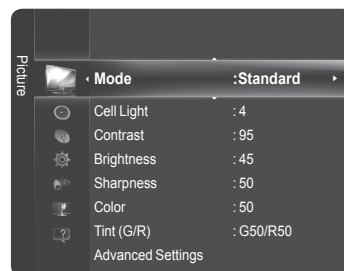 Picture
Mode :Standard
Cell Light : 4
Contrast : 95
Brightness : 45
Sharpness : 50
Color : 50
Tint (G/R) : G50/R50
Advanced Settings